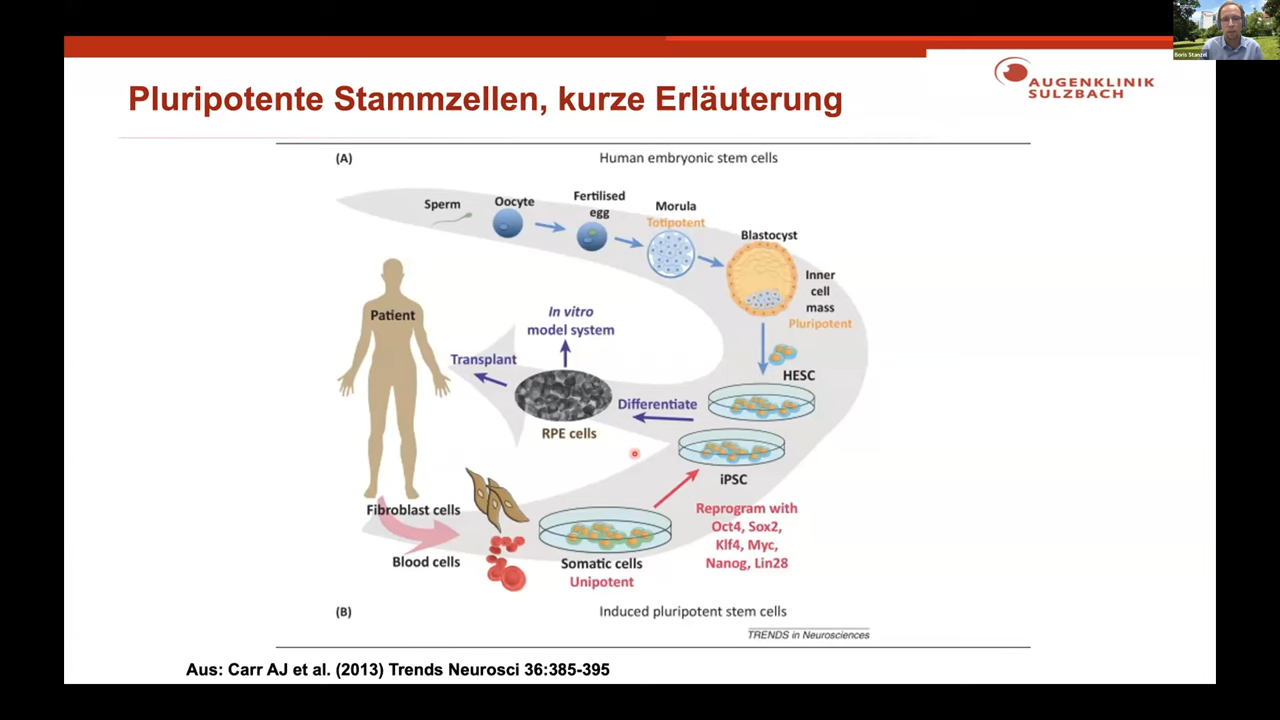 Boris Stanzel
AUGENKLINIK
SULZBACH
Pluripotente Stammzellen, kurze Erläuterung
(A)
Human embryonic stem cells
Sperm
Oocyte
Fertilised
egg
Morula
Totipotent
Blastocyst
Inner
cell
mass
Pluripotent
HESC
Patient
In vitro
model system
Transplant
Differentiate
RPE cells
iPSC
Reprogram with
Oct4, Sox2,
Klf4, Myc,
Nanog, Lin28
Fibroblast cells
Blood cells
Somatic cells
Unipotent
(B)
Induced pluripotent stem cells
TRENDS in Neurosciences
Aus: Carr AJ et al. (2013) Trends Neurosci 36:385-395